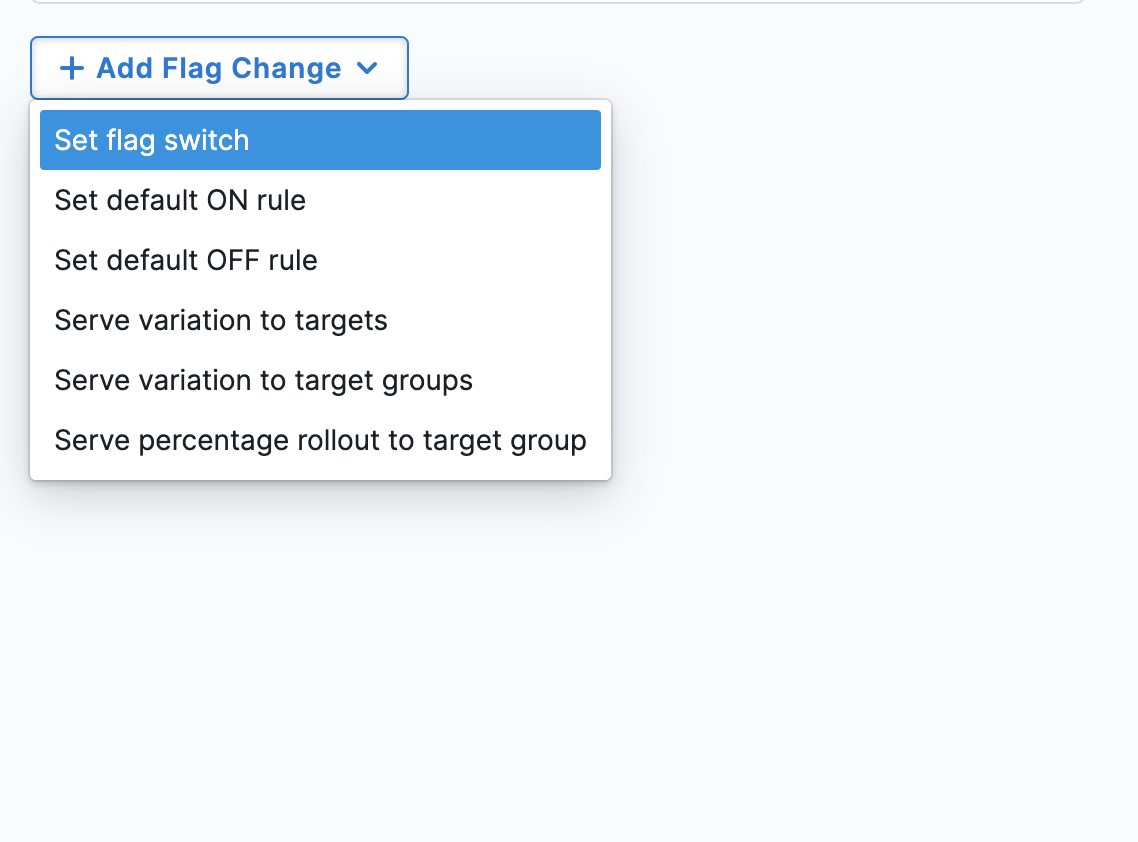 + Add Flag Change
Set flag switch
Set default ON rule
Set default OFF rule
Serve variation to targets
Serve variation to target groups
Serve percentage rollout to target group